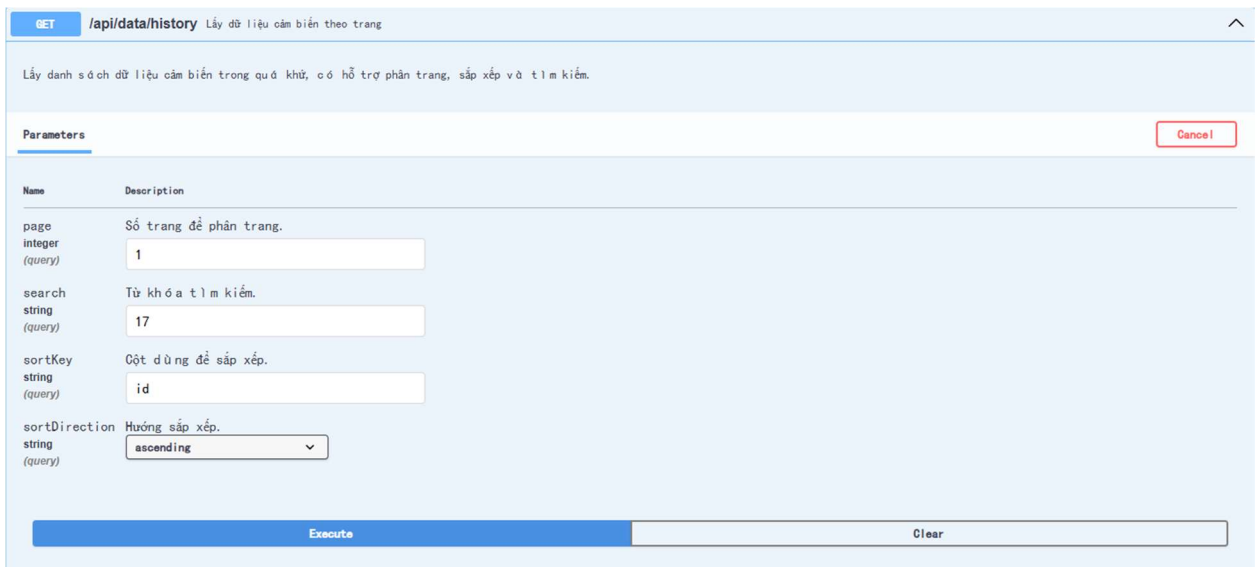 GET /api/data/history Lấy dữ liệu cảm biến theo trang
Lấy danh sách dữ liệu cảm biến trong quá khứ, có hỗ trợ phân trang, sắp xếp và tìm kiếm.
Parameters
Cancel
Name Description
page Số trang để phân trang.
integer
(query)
1
search Từ khóa tìm kiếm.
string
(query)
17
sortKey Cột dùng để sắp xếp.
string
(query)
id
sortDirection Hướng sắp xếp.
string
(query)
ascending
Execute Clear